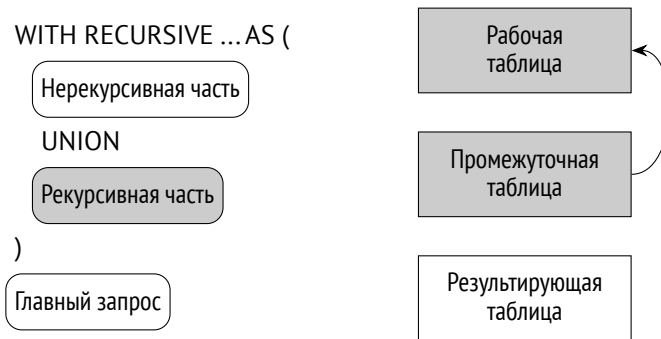 WITH RECURSIVE ... AS (
Нерекурсивная часть
UNION
Рекурсивная часть
)
Главный запрос
Рабочая
таблица
Промежуточная
таблица
Результирующая
таблица